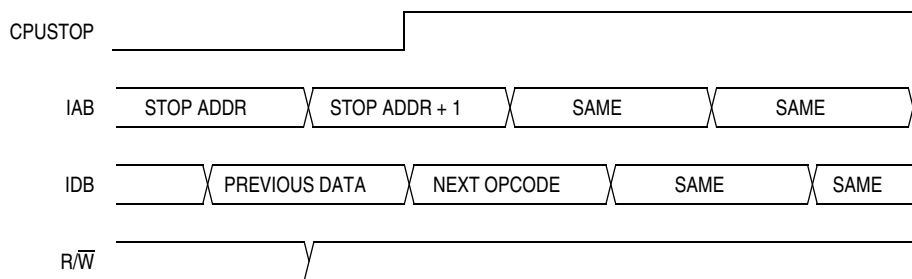 CPUSTOP
IAB STOP ADDR STOP ADDR + 1 SAME SAME
IDB PREVIOUS DATA NEXT OPCODE SAME SAME
R/W̅